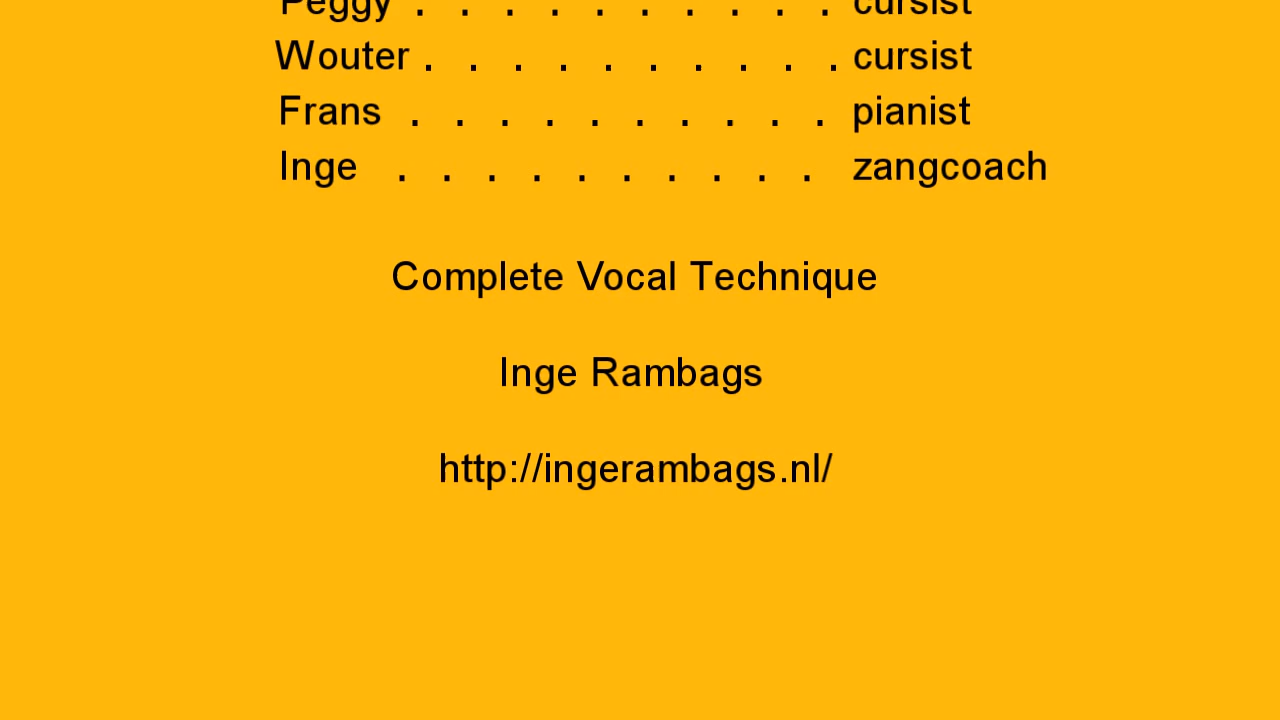 Peggy . . . . . . . . . . cursist
Wouter . . . . . . . . . . cursist
Frans . . . . . . . . . . pianist
Inge . . . . . . . . . . zangcoach
Complete Vocal Technique
Inge Rambags
http://ingerambags.nl/